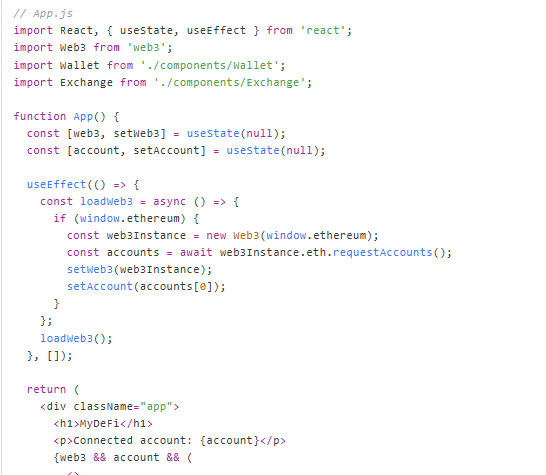 // App.js
import React, { useState, useEffect } from 'react';
import Web3 from 'web3';
import Wallet from './components/Wallet';
import Exchange from './components/Exchange';

function App() {
  const [web3, setWeb3] = useState(null);
  const [account, setAccount] = useState(null);

  useEffect(() => {
    const loadWeb3 = async () => {
      if (window.ethereum) {
        const web3Instance = new Web3(window.ethereum);
        const accounts = await web3Instance.eth.requestAccounts();
        setWeb3(web3Instance);
        setAccount(accounts[0]);
      }
    };
    loadWeb3();
  }, []);

  return (
    <div className="app">
      <h1>MyDeFi</h1>
      <p>Connected account: {account}</p>
      {web3 && account && (
        <>